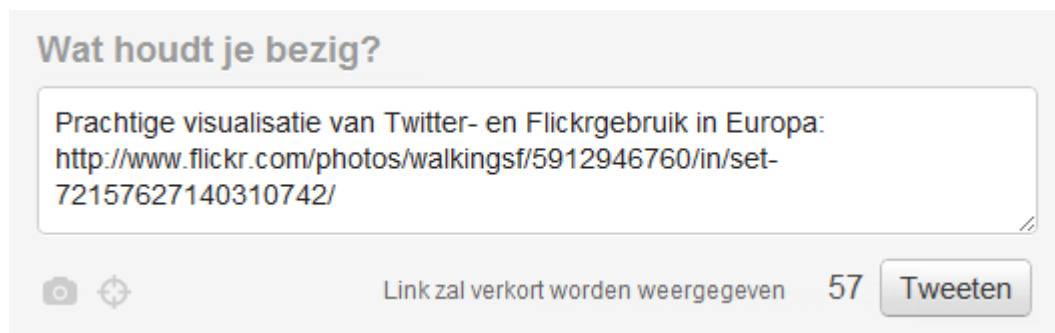 Wat houdt je bezig?
Prachtige visualisatie van Twitter- en Flickrgebruik in Europa:
http://www.flickr.com/photos/walkingsf/5912946760/in/set-
72157627140310742/
Link zal verkort worden weergegeven 57 Tweeten